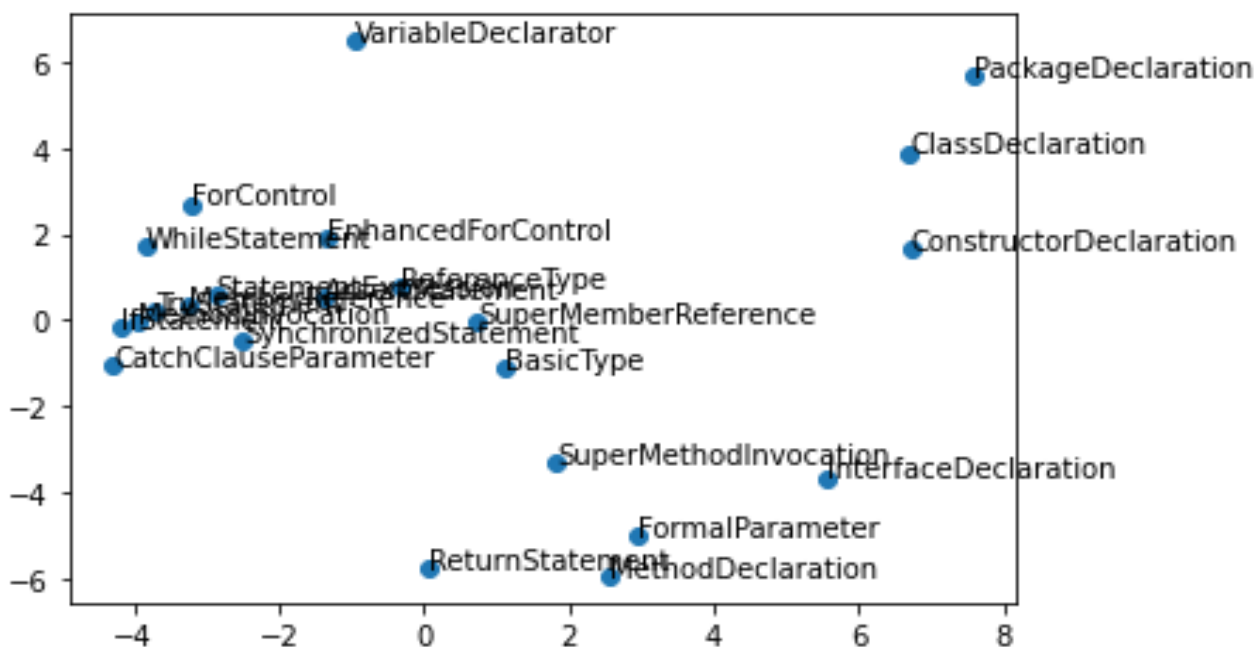 VariableDeclarator
6
PackageDeclaration
4
ClassDeclaration
ForControl
2
WhileStatement
EnhancedForControl
ConstructorDeclaration
ReferenceType
0
IfStatement
SuperMemberReference
SynchronizedStatement
CatchClauseParameter
BasicType
−2
SuperMethodInvocation
InterfaceDeclaration
−4
FormalParameter
ReturnStatement
MethodDeclaration
−6
−4 −2 0 2 4 6 8